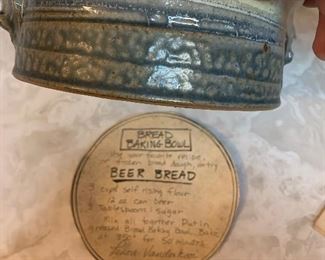 BREAD
BAKING BOWL
Use your favorite recipe,
frozen bread dough, or try
BEER BREAD
3 cups self rising flour
12 oz can beer
3 Tablespoons sugar
Mix all together. Put in
greased Bread Baking Bowl. Bake
at 350° for 50 minutes